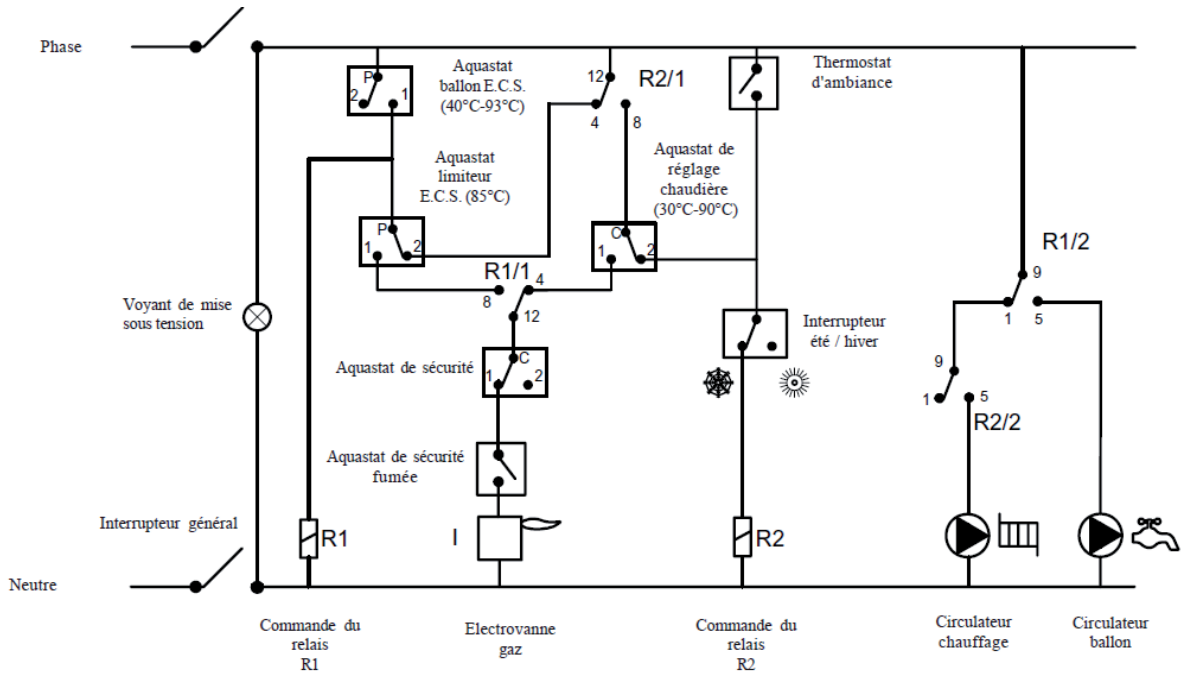 Phase
P
2
1
Aquastat
ballon E.C.S.
(40°C-93°C)
12
R2/1
4
8
Thermostat
d'ambiance
Aquastat
limiteur
E.C.S. (85°C)
Aquastat de
réglage
chaudière
(30°C-90°C)
P
1
2
C
1
2
R1/1
8
4
12
R1/2
9
1
5
Voyant de mise
sous tension
Interrupteur
été / hiver
Aquastat de sécurité
C
1
2
9
1
5
R2/2
Aquastat de sécurité
fumée
Interrupteur général
R1
I
R2
Neutre
Commande du
relais
R1
Electrovanne
gaz
Commande du
relais
R2
Circulateur
chauffage
Circulateur
ballon